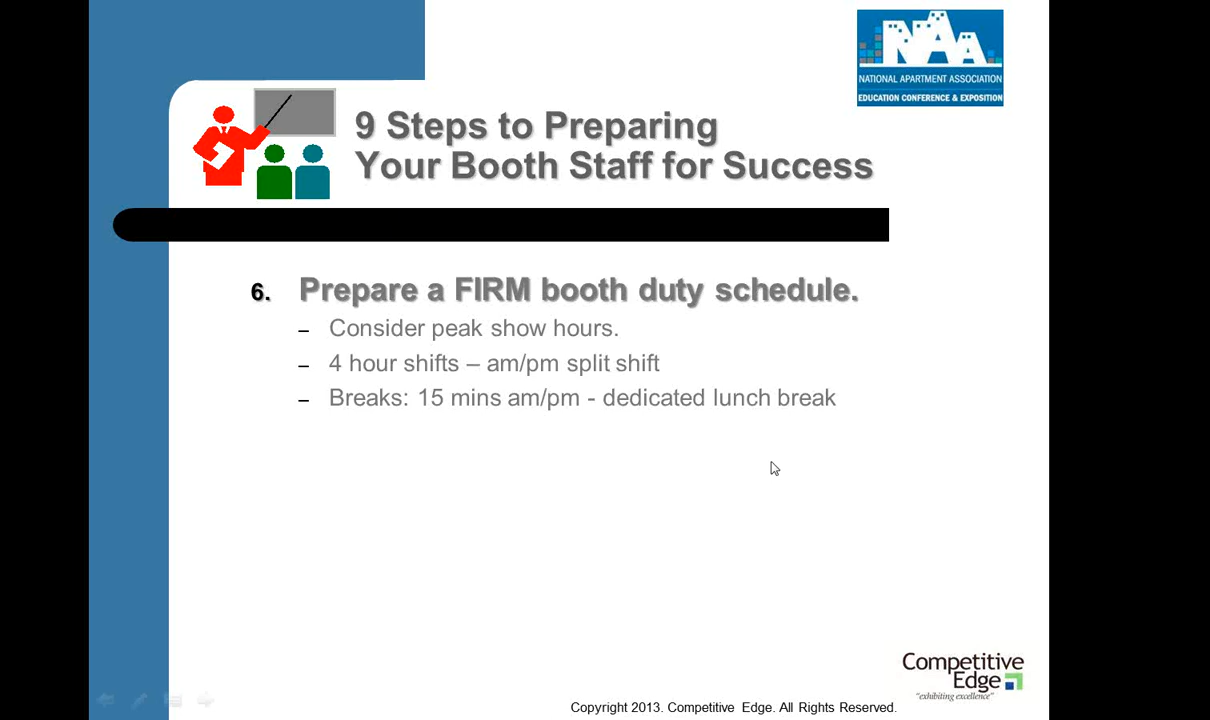 NAA
NATIONAL APARTMENT ASSOCIATION
EDUCATION CONFERENCE & EXPOSITION
9 Steps to Preparing
Your Booth Staff for Success
6. Prepare a FIRM booth duty schedule.
– Consider peak show hours.
– 4 hour shifts – am/pm split shift
– Breaks: 15 mins am/pm - dedicated lunch break
Competitive
Edge
"exhibiting excellence"
Copyright 2013. Competitive Edge. All Rights Reserved.